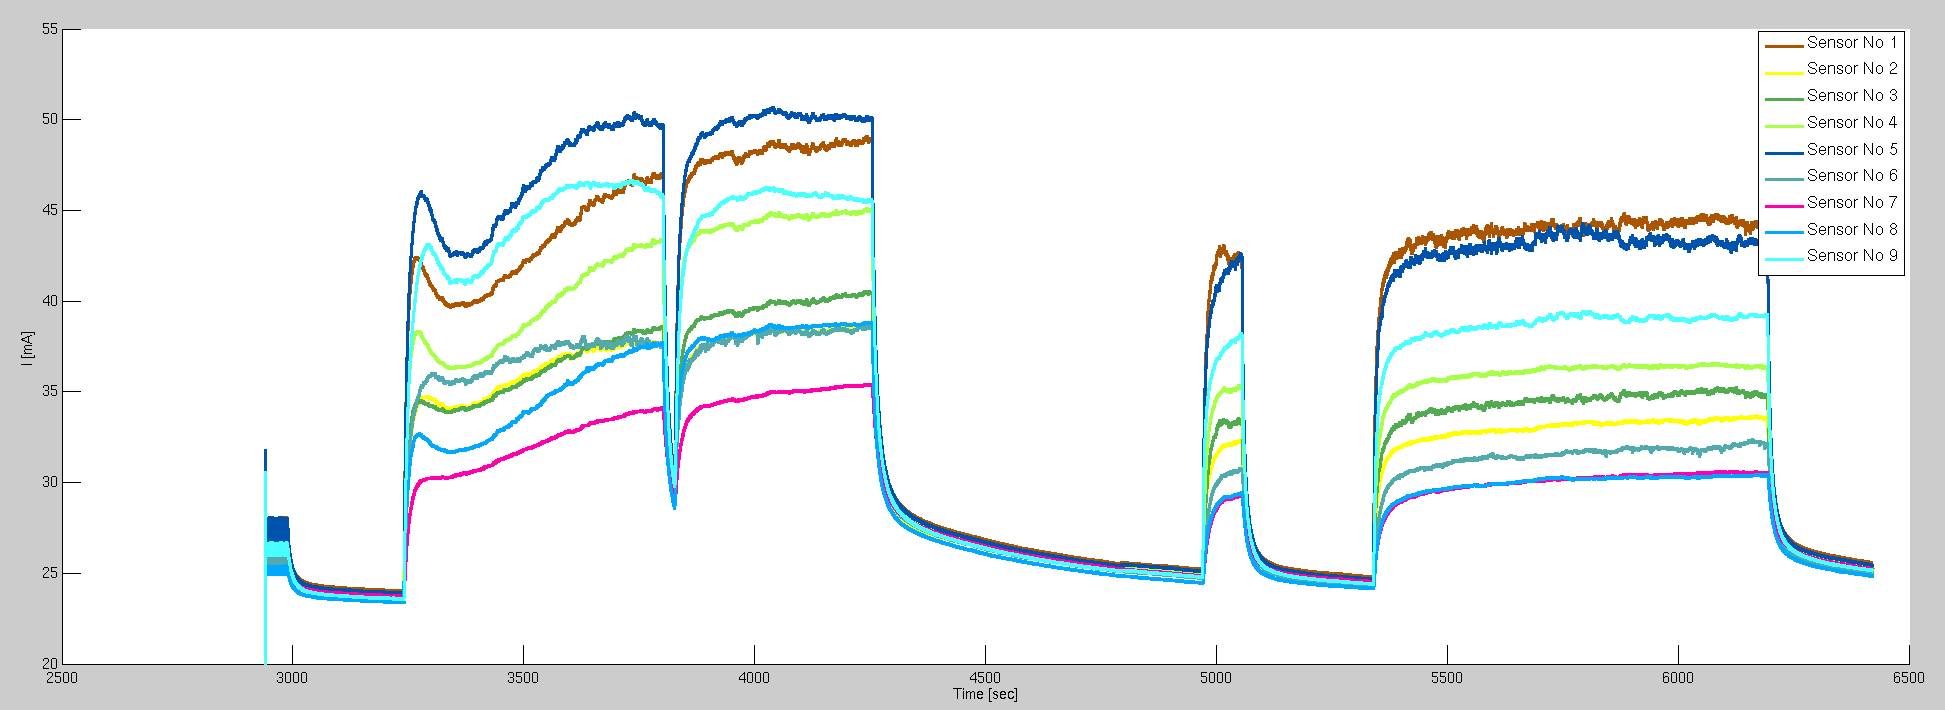 55
50
45
40
35
30
25
20
I [mA]
2500
3000
3500
4000
4500
5000
5500
6000
6500
Time [sec]
Sensor No 1
Sensor No 2
Sensor No 3
Sensor No 4
Sensor No 5
Sensor No 6
Sensor No 7
Sensor No 8
Sensor No 9